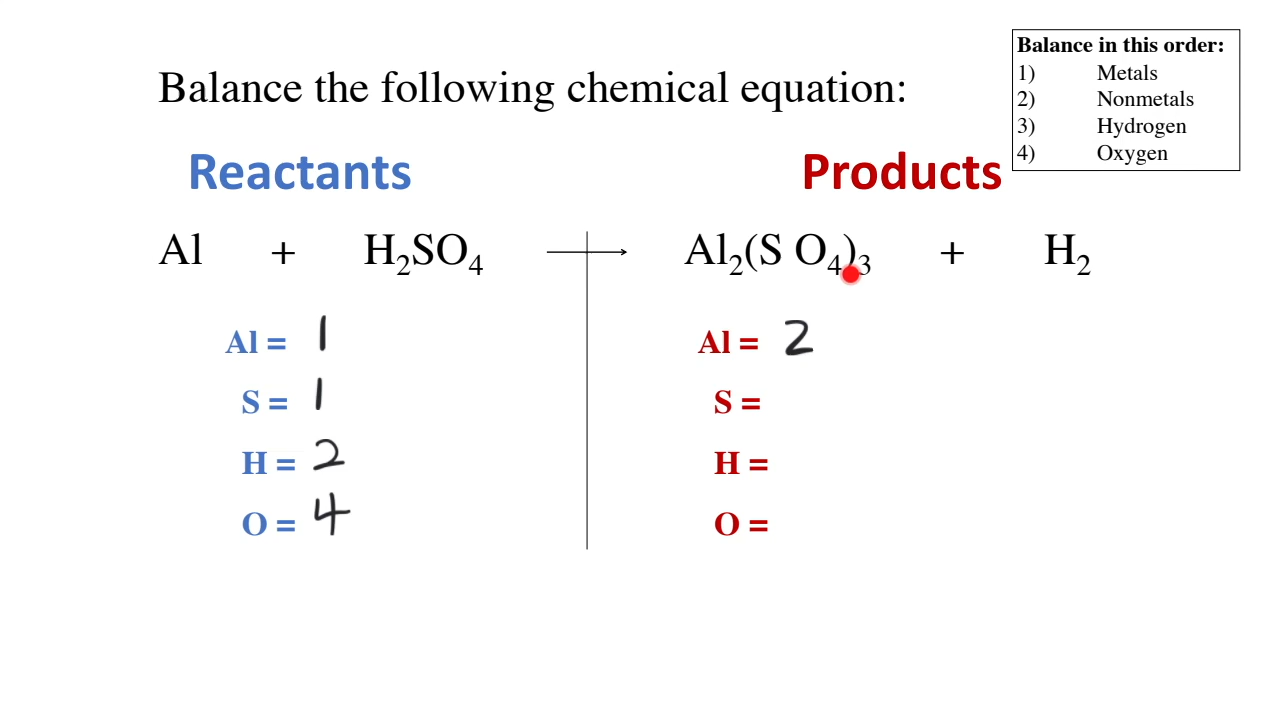 Balance in this order:
1) Metals
2) Nonmetals
3) Hydrogen
4) Oxygen
Balance the following chemical equation:
Reactants Products
Al + H₂SO₄ → Al₂(S O₄)₃ + H₂
Al = 1 Al = 2
S = 1 S =
H = 2 H =
O = 4 O =